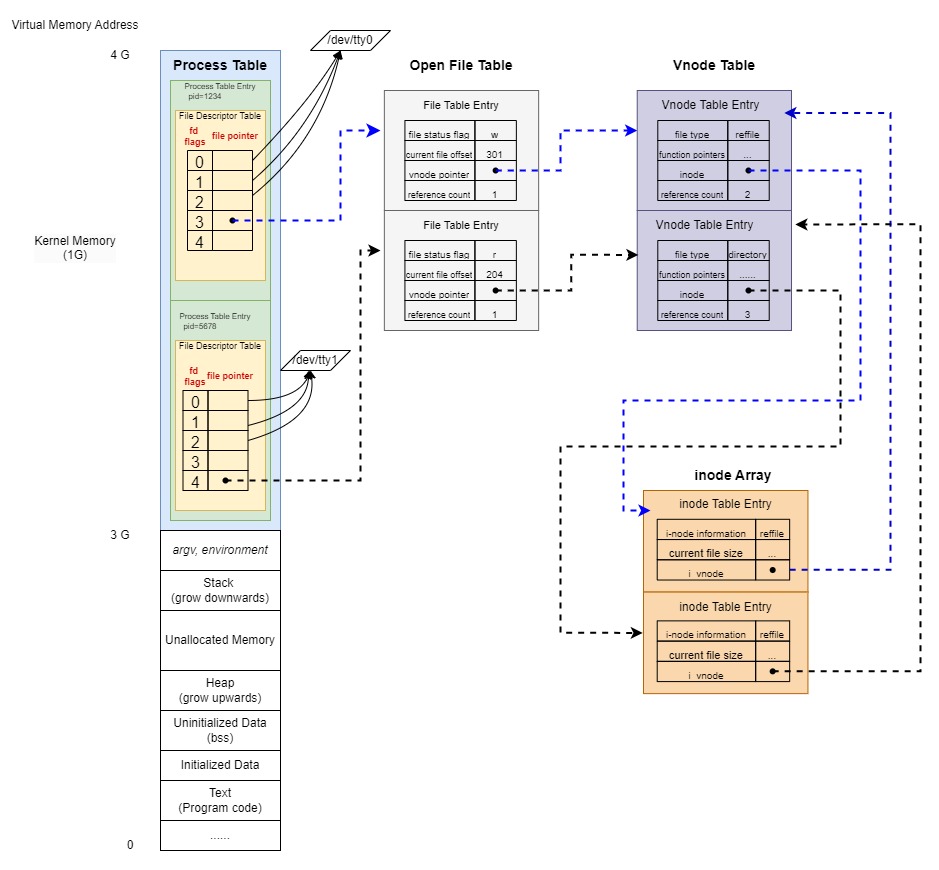 Virtual Memory Address
4 G
Kernel Memory
(1G)
3 G
0
Process Table
Process Table Entry
pid=1234
File Descriptor Table
fd
flags
file pointer
0
1
2
3
4
Process Table Entry
pid=5678
File Descriptor Table
fd
flags
file pointer
0
1
2
3
4
argv, environment
Stack
(grow downwards)
Unallocated Memory
Heap
(grow upwards)
Uninitialized Data
(bss)
Initialized Data
Text
(Program code)
......
/dev/tty0
/dev/tty1
Open File Table
File Table Entry
file status flag w
current file offset 301
vnode pointer
reference count 1
File Table Entry
file status flag r
current file offset 204
vnode pointer
reference count 1
Vnode Table
Vnode Table Entry
file type reffile
function pointers ...
inode
reference count 2
Vnode Table Entry
file type directory
function pointers ......
inode
reference count 3
inode Array
inode Table Entry
i-node information reffile
current file size ...
i_vnode
inode Table Entry
i-node information reffile
current file size ...
i_vnode